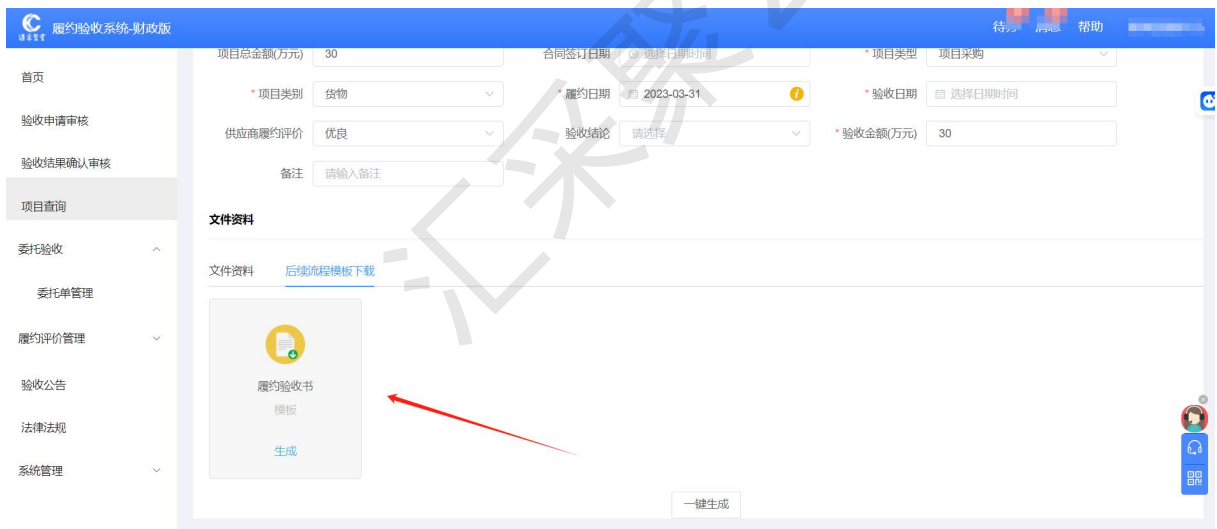 履约验收系统-财政版
帮助
首页
验收申请审核
验收结果确认审核
项目查询
委托验收
委托单管理
履约评价管理
验收公告
法律法规
系统管理
项目总金额(万元) 30 合同签订日期 选择日期时间 * 项目类型 项目采购
* 项目类别 货物 * 履约日期 2023-03-31 * 验收日期 选择日期时间
供应商履约评价 优良 验收结论 请选择 * 验收金额(万元) 30
备注 请输入备注
文件资料
文件资料 后续流程模板下载
履约验收书
模板
生成
一键生成
汇采聚